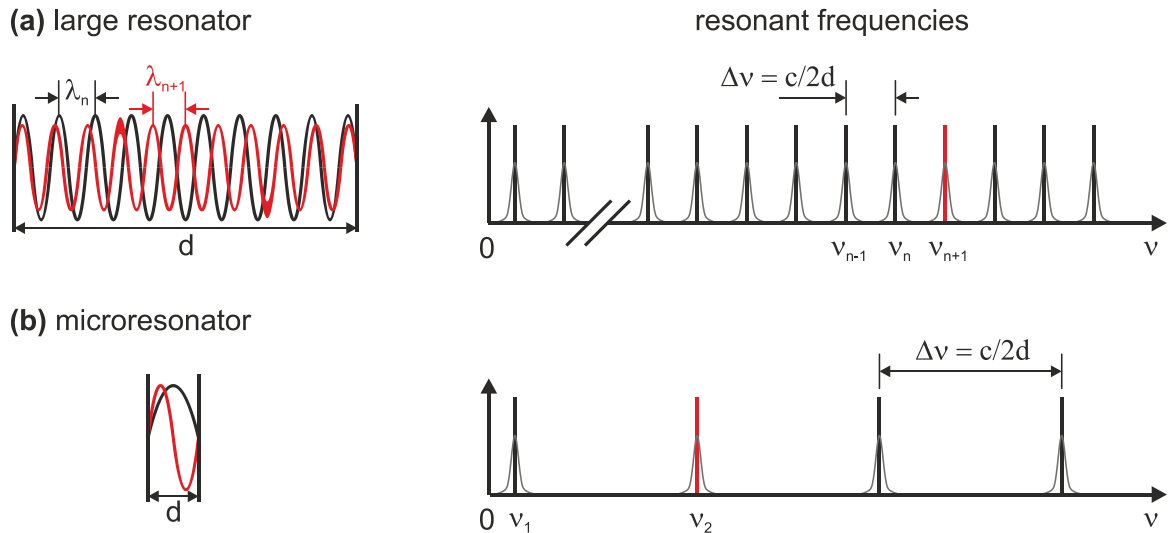 (a) large resonator
resonant frequencies
λn
λn+1
Δν = c/2d
d
0
νn-1
νn
νn+1
ν
(b) microresonator
Δν = c/2d
d
0
ν1
ν2
ν